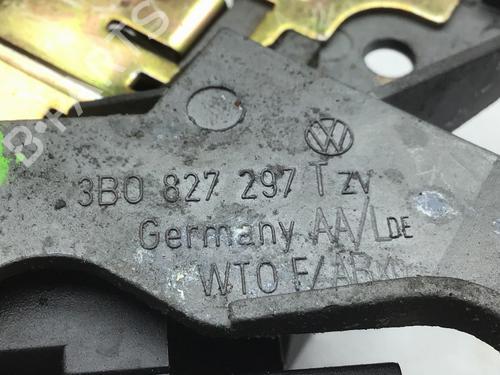 3B0 827 297 T ZV
Germany AA/L DE
WTO F/